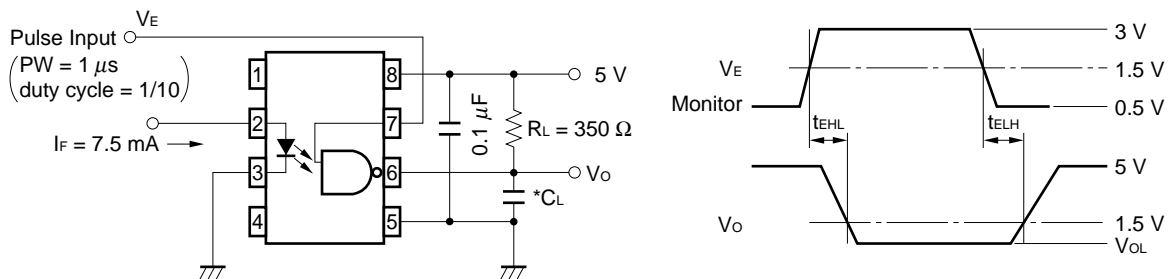 VE
Pulse Input
(PW = 1 μs
duty cycle = 1/10)
IF = 7.5 mA
1
2
3
4
8
7
6
5
0.1 μF
RL = 350 Ω
*CL
5 V
VO
VE
Monitor
3 V
1.5 V
0.5 V
tEHL
tELH
VO
5 V
1.5 V
VOL